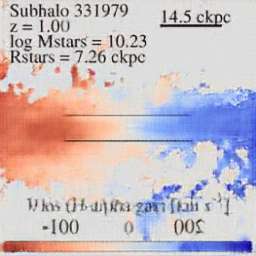 Subhalo 331979
14.5 ckpc
z = 1.00
log Mstars = 10.23
Rstars = 7.26 ckpc
-100 0